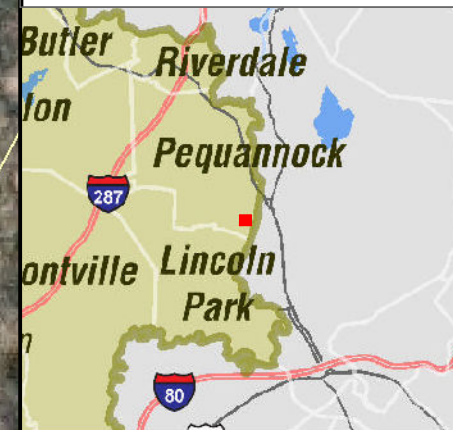 Butler
Riverdale
lon
Pequannock
287
ontville
Lincoln
Park
n
80